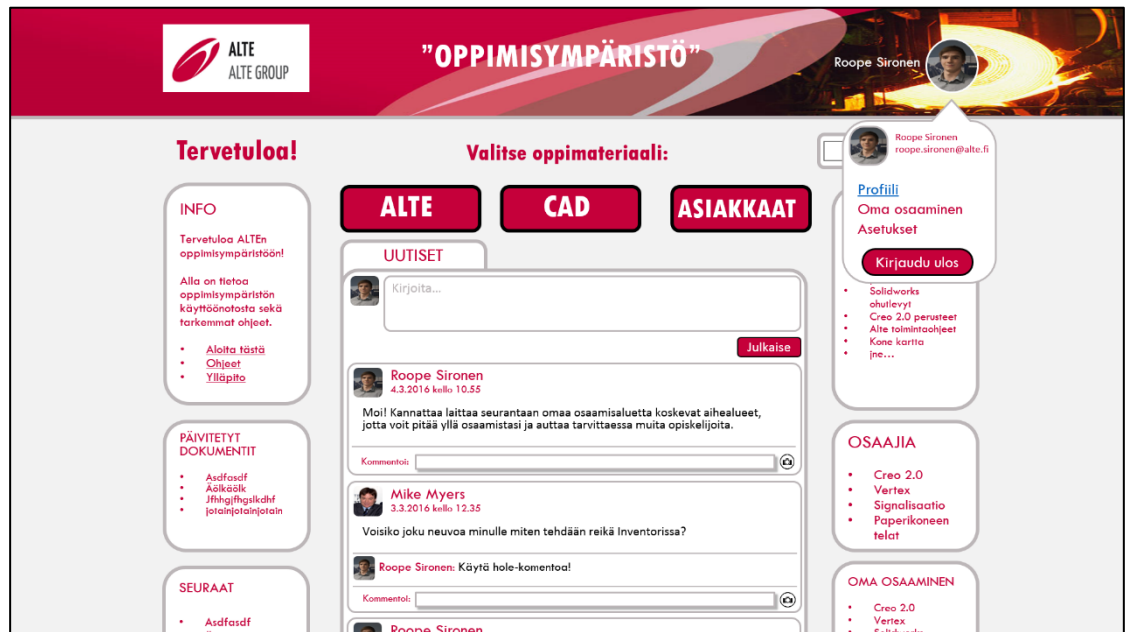 ALTE
ALTE GROUP
”OPPIMISYMPÄRISTÖ”
Roope Sironen
Roope Sironen
roope.sironen@alte.fi
Profiili
Oma osaaminen
Asetukset
Kirjaudu ulos
Tervetuloa!
Valitse oppimateriaali:
ALTE
CAD
ASIAKKAAT
INFO
Tervetuloa ALTEn
oppimisympäristöön!
Alla on tietoa
oppimisympäristön
käyttöönotosta sekä
tarkemmat ohjeet.
• Aloita tästä
• Ohjeet
• Ylläpito
PÄIVITETYT
DOKUMENTIT
• Asdfasdf
• Äölkäölk
• Jfhhgjfhgslkdhf
• jotainjotainjotain
SEURAAT
• Asdfasdf
UUTISET
Kirjoita...
Julkaise
Roope Sironen
4.3.2016 kello 10.55
Moi! Kannattaa laittaa seurantaan omaa osaamisaluetta koskevat aihealueet,
jotta voit pitää yllä osaamistasi ja auttaa tarvittaessa muita opiskelijoita.
Kommentoi:
Mike Myers
3.3.2016 kello 12.35
Voisiko joku neuvoa minulle miten tehdään reikä Inventorissa?
Roope Sironen: Käytä hole-komentoa!
Kommentoi:
Roope Sironen
• Solidworks
ohutlevyt
• Creo 2.0 perusteet
• Alte toimintaohjeet
• Kone kartta
• jne...
OSAAJIA
• Creo 2.0
• Vertex
• Signalisaatio
• Paperikoneen
telat
OMA OSAAMINEN
• Creo 2.0
• Vertex
• Solidworks